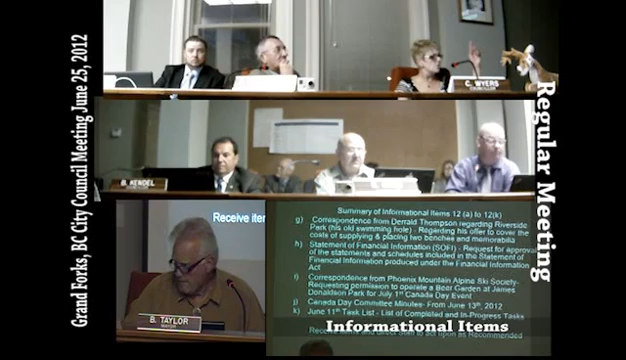 Grand Forks, BC City Council Meeting June 25, 2012
Regular Meeting
C. WYERS
B. KENDEL
Receive iter
B. TAYLOR
Summary of Informational Items 12 (a) to 12(k)
g) Correspondence from Derrald Thompson regarding Riverside
Park (his old swimming hole) - Regarding his offer to cover the
costs of supplying & placing two benches and memorabilia
h) Statement of Financial Information (SOFI) - Request for approval
of the statements and schedules included in the Statement of
Financial Information produced under the Financial Information
Act
i) Correspondence from Phoenix Mountain Alpine Ski Society-
Requesting permission to operate a Beer Garden at James
Donaldson Park for July 1st Canada Day Event
j) Canada Day Committee Minutes- From June 13th, 2012
k) June 11th Task List - List of Completed and In-Progress Tasks
Informational Items